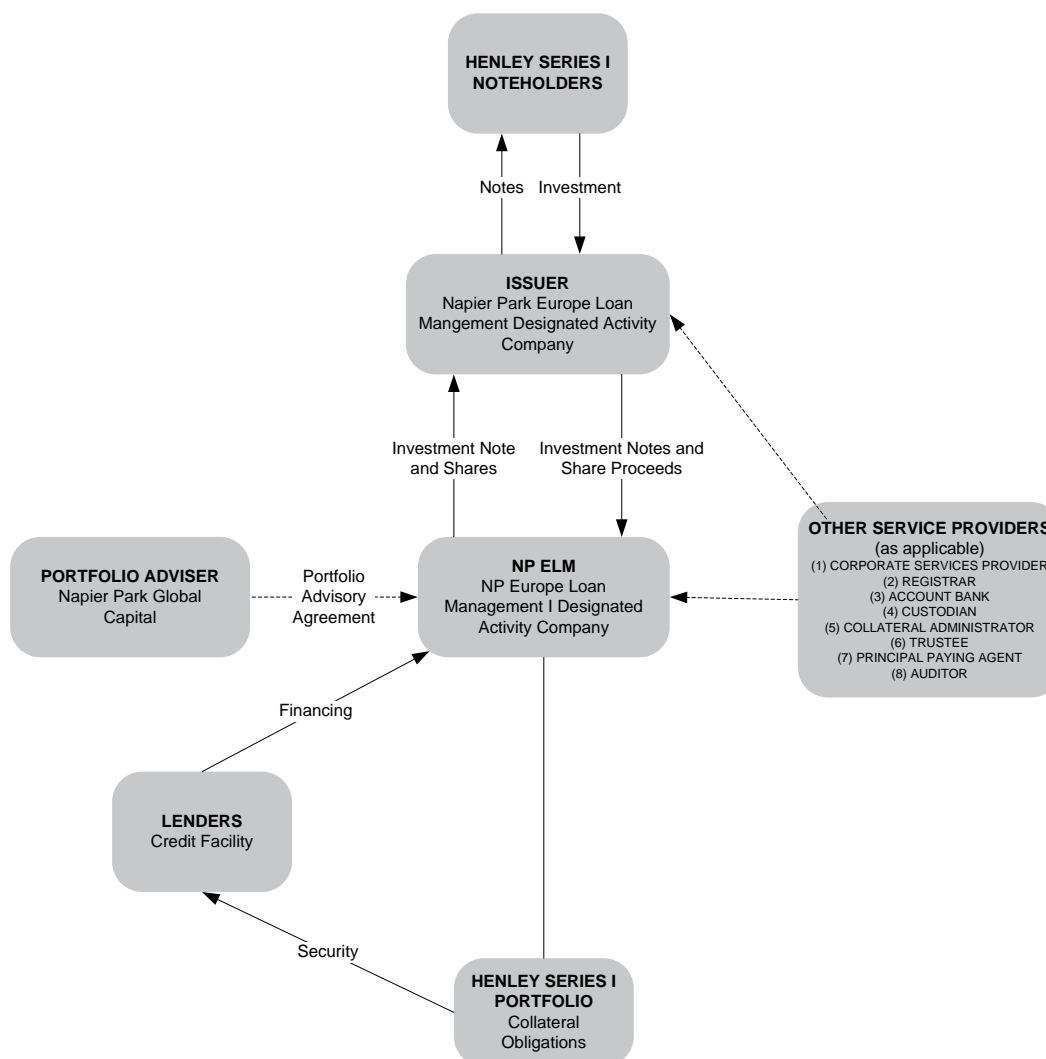 HENLEY SERIES I
NOTEHOLDERS
Notes
Investment
ISSUER
Napier Park Europe Loan
Mangement Designated Activity
Company
Investment Note
and Shares
Investment Notes and
Share Proceeds
OTHER SERVICE PROVIDERS
(as applicable)
(1) CORPORATE SERVICES PROVIDER
(2) REGISTRAR
(3) ACCOUNT BANK
(4) CUSTODIAN
(5) COLLATERAL ADMINISTRATOR
(6) TRUSTEE
(7) PRINCIPAL PAYING AGENT
(8) AUDITOR
PORTFOLIO ADVISER
Napier Park Global
Capital
Portfolio
Advisory
Agreement
NP ELM
NP Europe Loan
Management I Designated
Activity Company
Financing
LENDERS
Credit Facility
Security
HENLEY SERIES I
PORTFOLIO
Collateral
Obligations